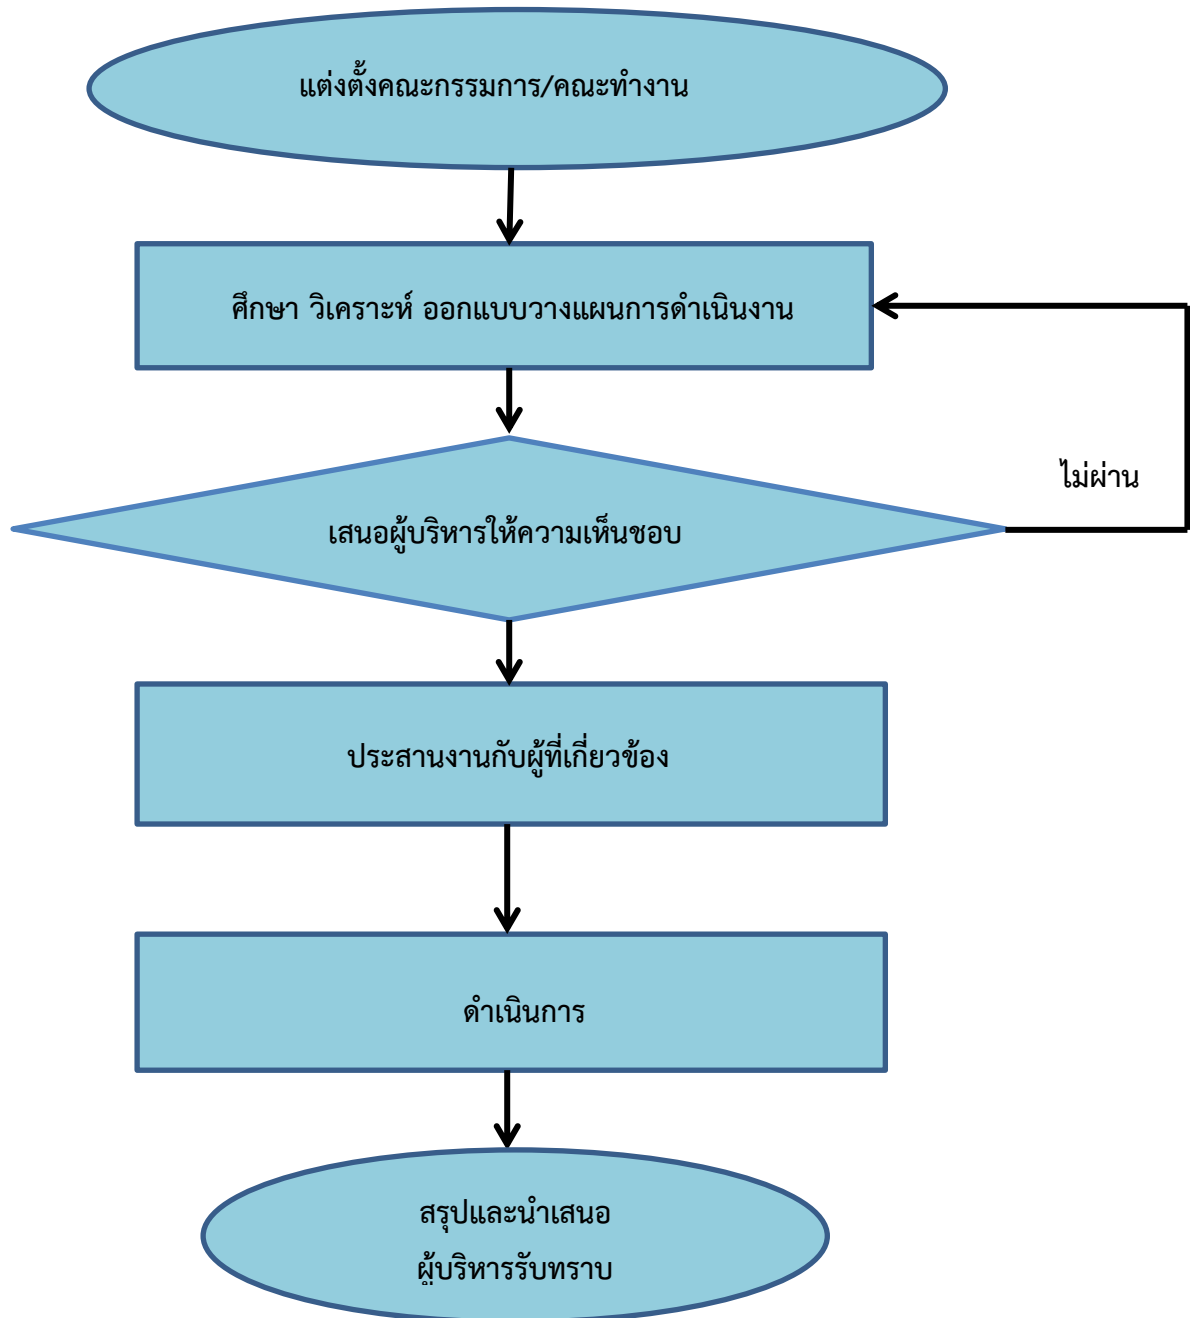 แต่งตั้งคณะกรรมการ/คณะทำงาน
ศึกษา วิเคราะห์ ออกแบบวางแผนการดำเนินงาน
ไม่ผ่าน
เสนอผู้บริหารให้ความเห็นชอบ
ประสานงานกับผู้ที่เกี่ยวข้อง
ดำเนินการ
สรุปและนำเสนอ
ผู้บริหารรับทราบ